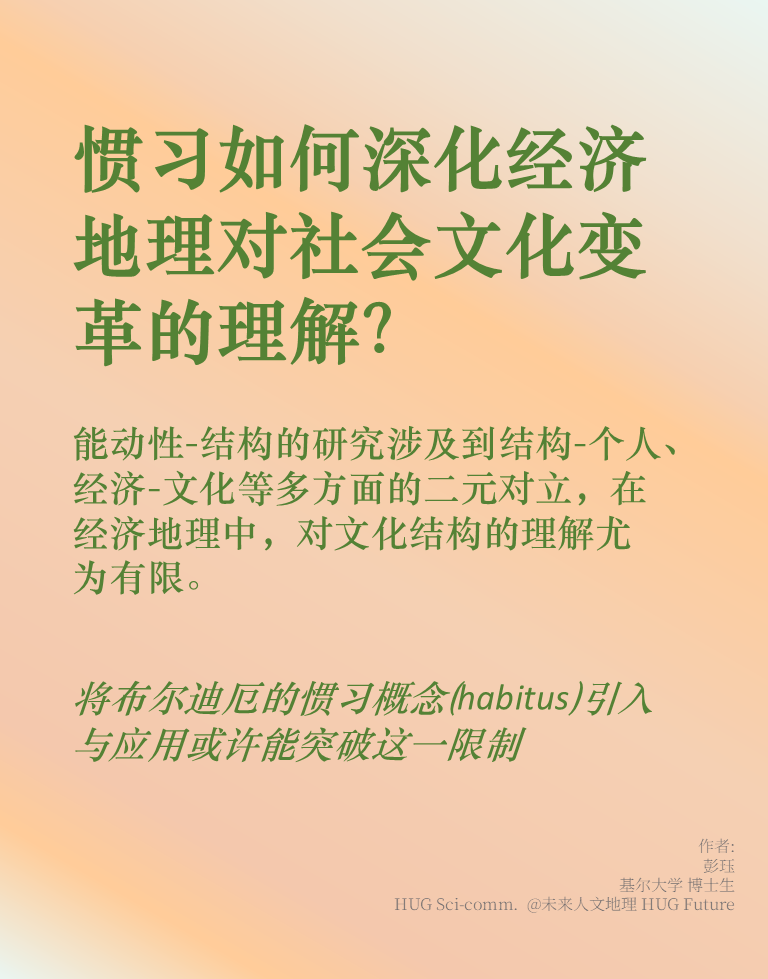 惯习如何深化经济
地理对社会文化变
革的理解？
能动性-结构的研究涉及到结构-个人、
经济-文化等多方面的二元对立，在
经济地理中，对文化结构的理解尤
为有限。
将布尔迪厄的惯习概念(habitus)引入
与应用或许能突破这一限制
作者:
彭珏
基尔大学 博士生
HUG Sci-comm. @未来人文地理 HUG Future